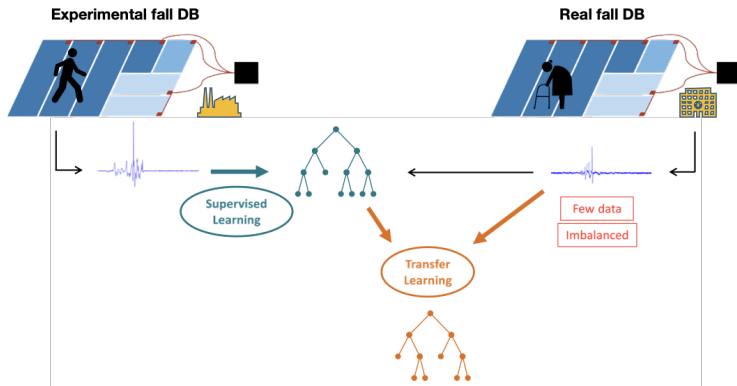 Experimental fall DB
Real fall DB
Supervised
Learning
Few data
Imbalanced
Transfer
Learning